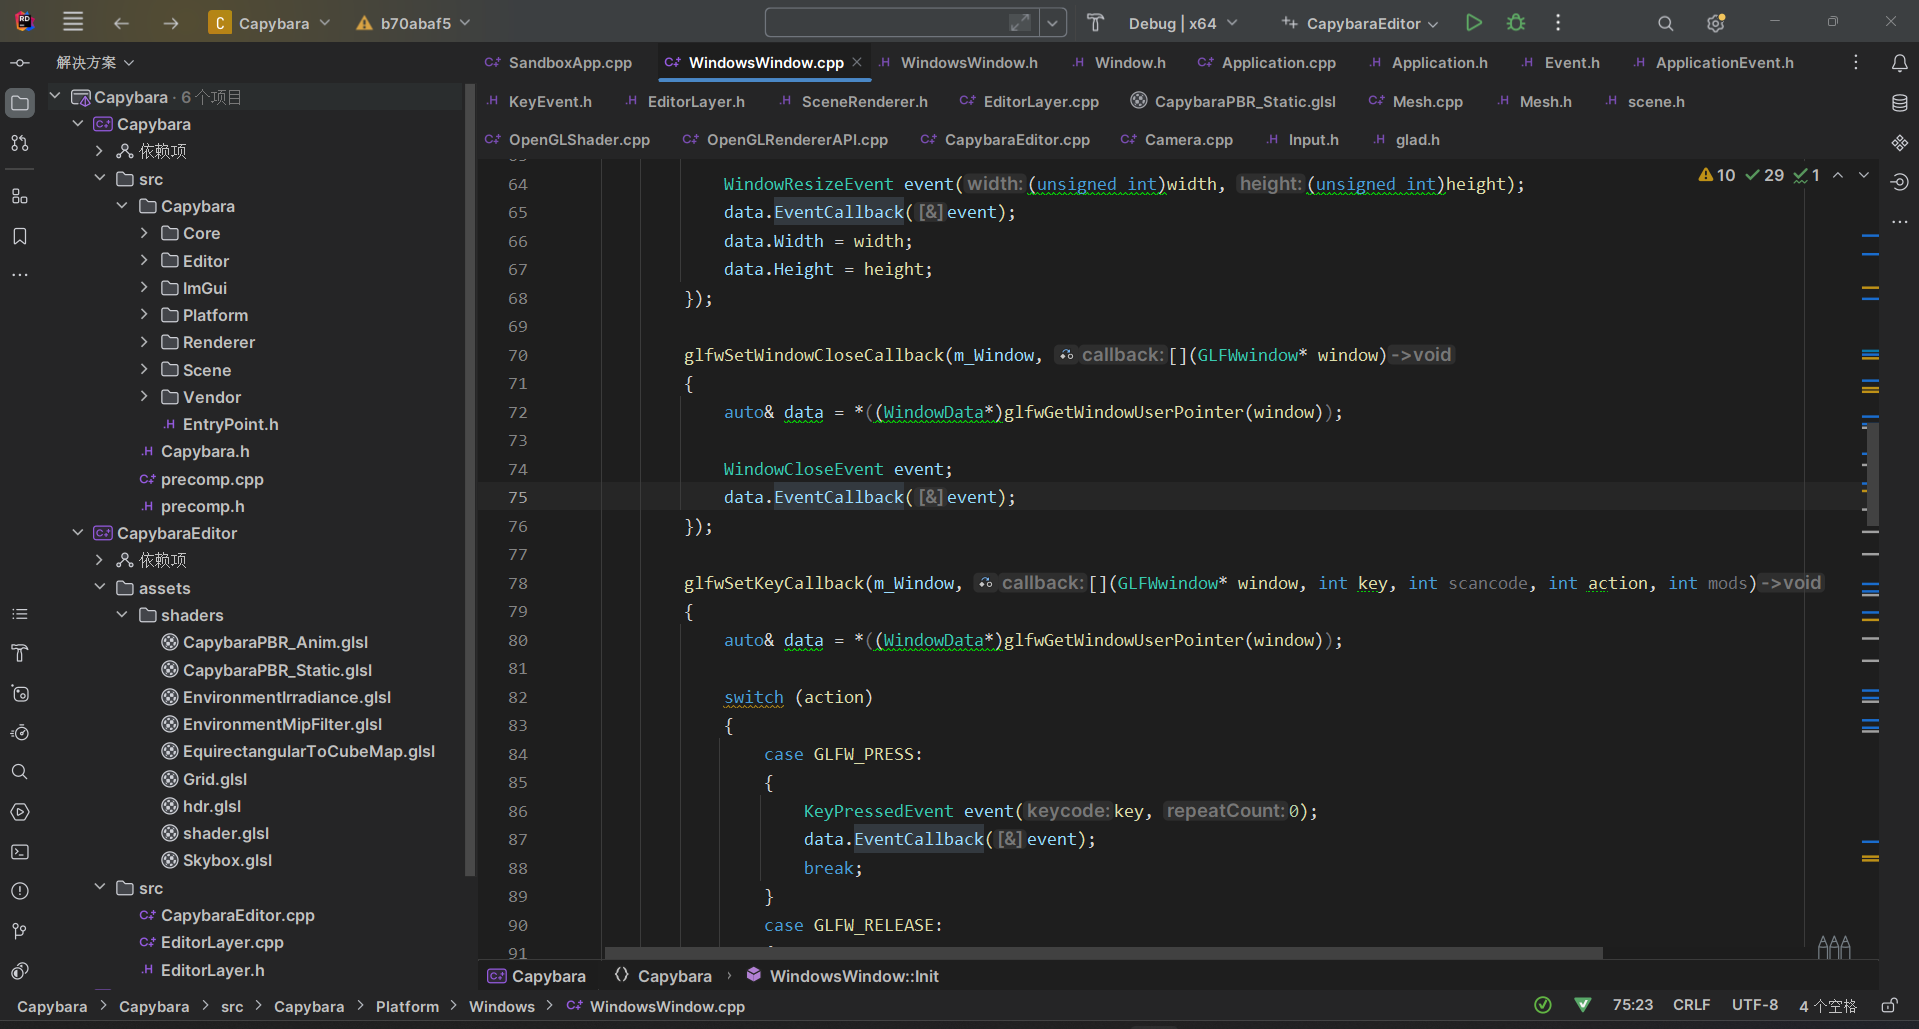 RD
C Capybara
b70abaf5
Debug | x64
CapybaraEditor
解决方案
SandboxApp.cpp
WindowsWindow.cpp
WindowsWindow.h
Window.h
Application.cpp
Application.h
Event.h
ApplicationEvent.h
KeyEvent.h
EditorLayer.h
SceneRenderer.h
EditorLayer.cpp
CapybaraPBR_Static.glsl
Mesh.cpp
Mesh.h
scene.h
OpenGLShader.cpp
OpenGLRendererAPI.cpp
CapybaraEditor.cpp
Camera.cpp
Input.h
glad.h
Capybara · 6 个项目
Capybara
依赖项
src
Capybara
Core
Editor
ImGui
Platform
Renderer
Scene
Vendor
EntryPoint.h
Capybara.h
precomp.cpp
precomp.h
CapybaraEditor
依赖项
assets
shaders
CapybaraPBR_Anim.glsl
CapybaraPBR_Static.glsl
EnvironmentIrradiance.glsl
EnvironmentMipFilter.glsl
EquirectangularToCubeMap.glsl
Grid.glsl
hdr.glsl
shader.glsl
Skybox.glsl
src
CapybaraEditor.cpp
EditorLayer.cpp
EditorLayer.h
10 29 1
64 WindowResizeEvent event(width:(unsigned int)width, height:(unsigned int)height);
65 data.EventCallback([&]event);
66 data.Width = width;
67 data.Height = height;
68 });
69
70 glfwSetWindowCloseCallback(m_Window, callback:[](GLFWwindow* window)->void
71 {
72 auto& data = *((WindowData*)glfwGetWindowUserPointer(window));
73
74 WindowCloseEvent event;
75 data.EventCallback([&]event);
76 });
77
78 glfwSetKeyCallback(m_Window, callback:[](GLFWwindow* window, int key, int scancode, int action, int mods)->void
79 {
80 auto& data = *((WindowData*)glfwGetWindowUserPointer(window));
81
82 switch (action)
83 {
84 case GLFW_PRESS:
85 {
86 KeyPressedEvent event(keycode:key, repeatCount:0);
87 data.EventCallback([&]event);
88 break;
89 }
90 case GLFW_RELEASE:
91
Capybara Capybara › WindowsWindow::Init
Capybara > Capybara > src > Capybara > Platform > Windows > WindowsWindow.cpp
75:23 CRLF UTF-8 4 个空格